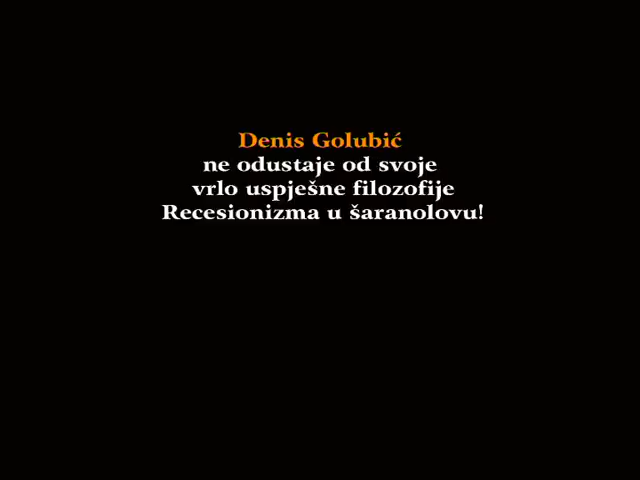 Denis Golubić
ne odustaje od svoje
vrlo uspješne filozofije
Recesionizma u šaranolovu!